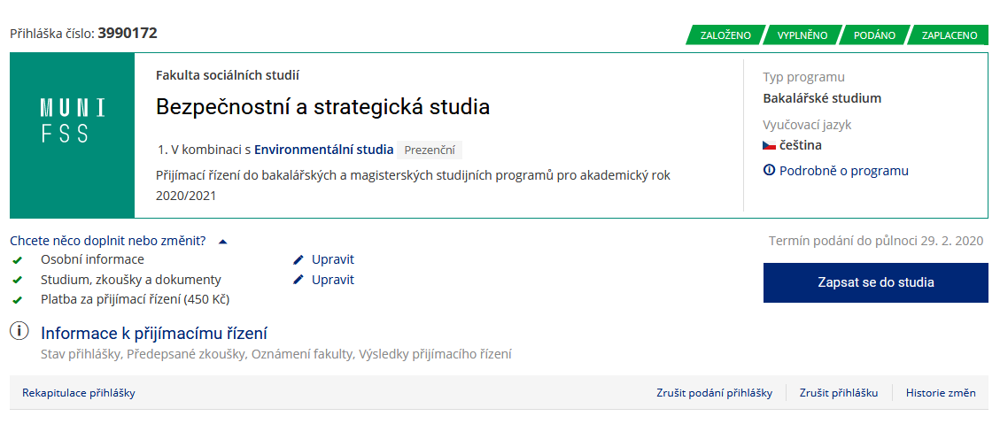 Přihláška číslo: 3990172
ZALOŽENO VYPLNĚNO PODÁNO ZAPLACENO
MUNI
FSS
Fakulta sociálních studií
Bezpečnostní a strategická studia
1. V kombinaci s Environmentální studia Prezenční
Přijímací řízení do bakalářských a magisterských studijních programů pro akademický rok
2020/2021
Typ programu
Bakalářské studium
Vyučovací jazyk
čeština
Podrobně o programu
Chcete něco doplnit nebo změnit?
Osobní informace Upravit
Studium, zkoušky a dokumenty Upravit
Platba za přijímací řízení (450 Kč)
Termín podání do půlnoci 29. 2. 2020
Zapsat se do studia
Informace k přijímacímu řízení
Stav přihlášky, Předepsané zkoušky, Oznámení fakulty, Výsledky přijímacího řízení
Rekapitulace přihlášky Zrušit podání přihlášky Zrušit přihlášku Historie změn